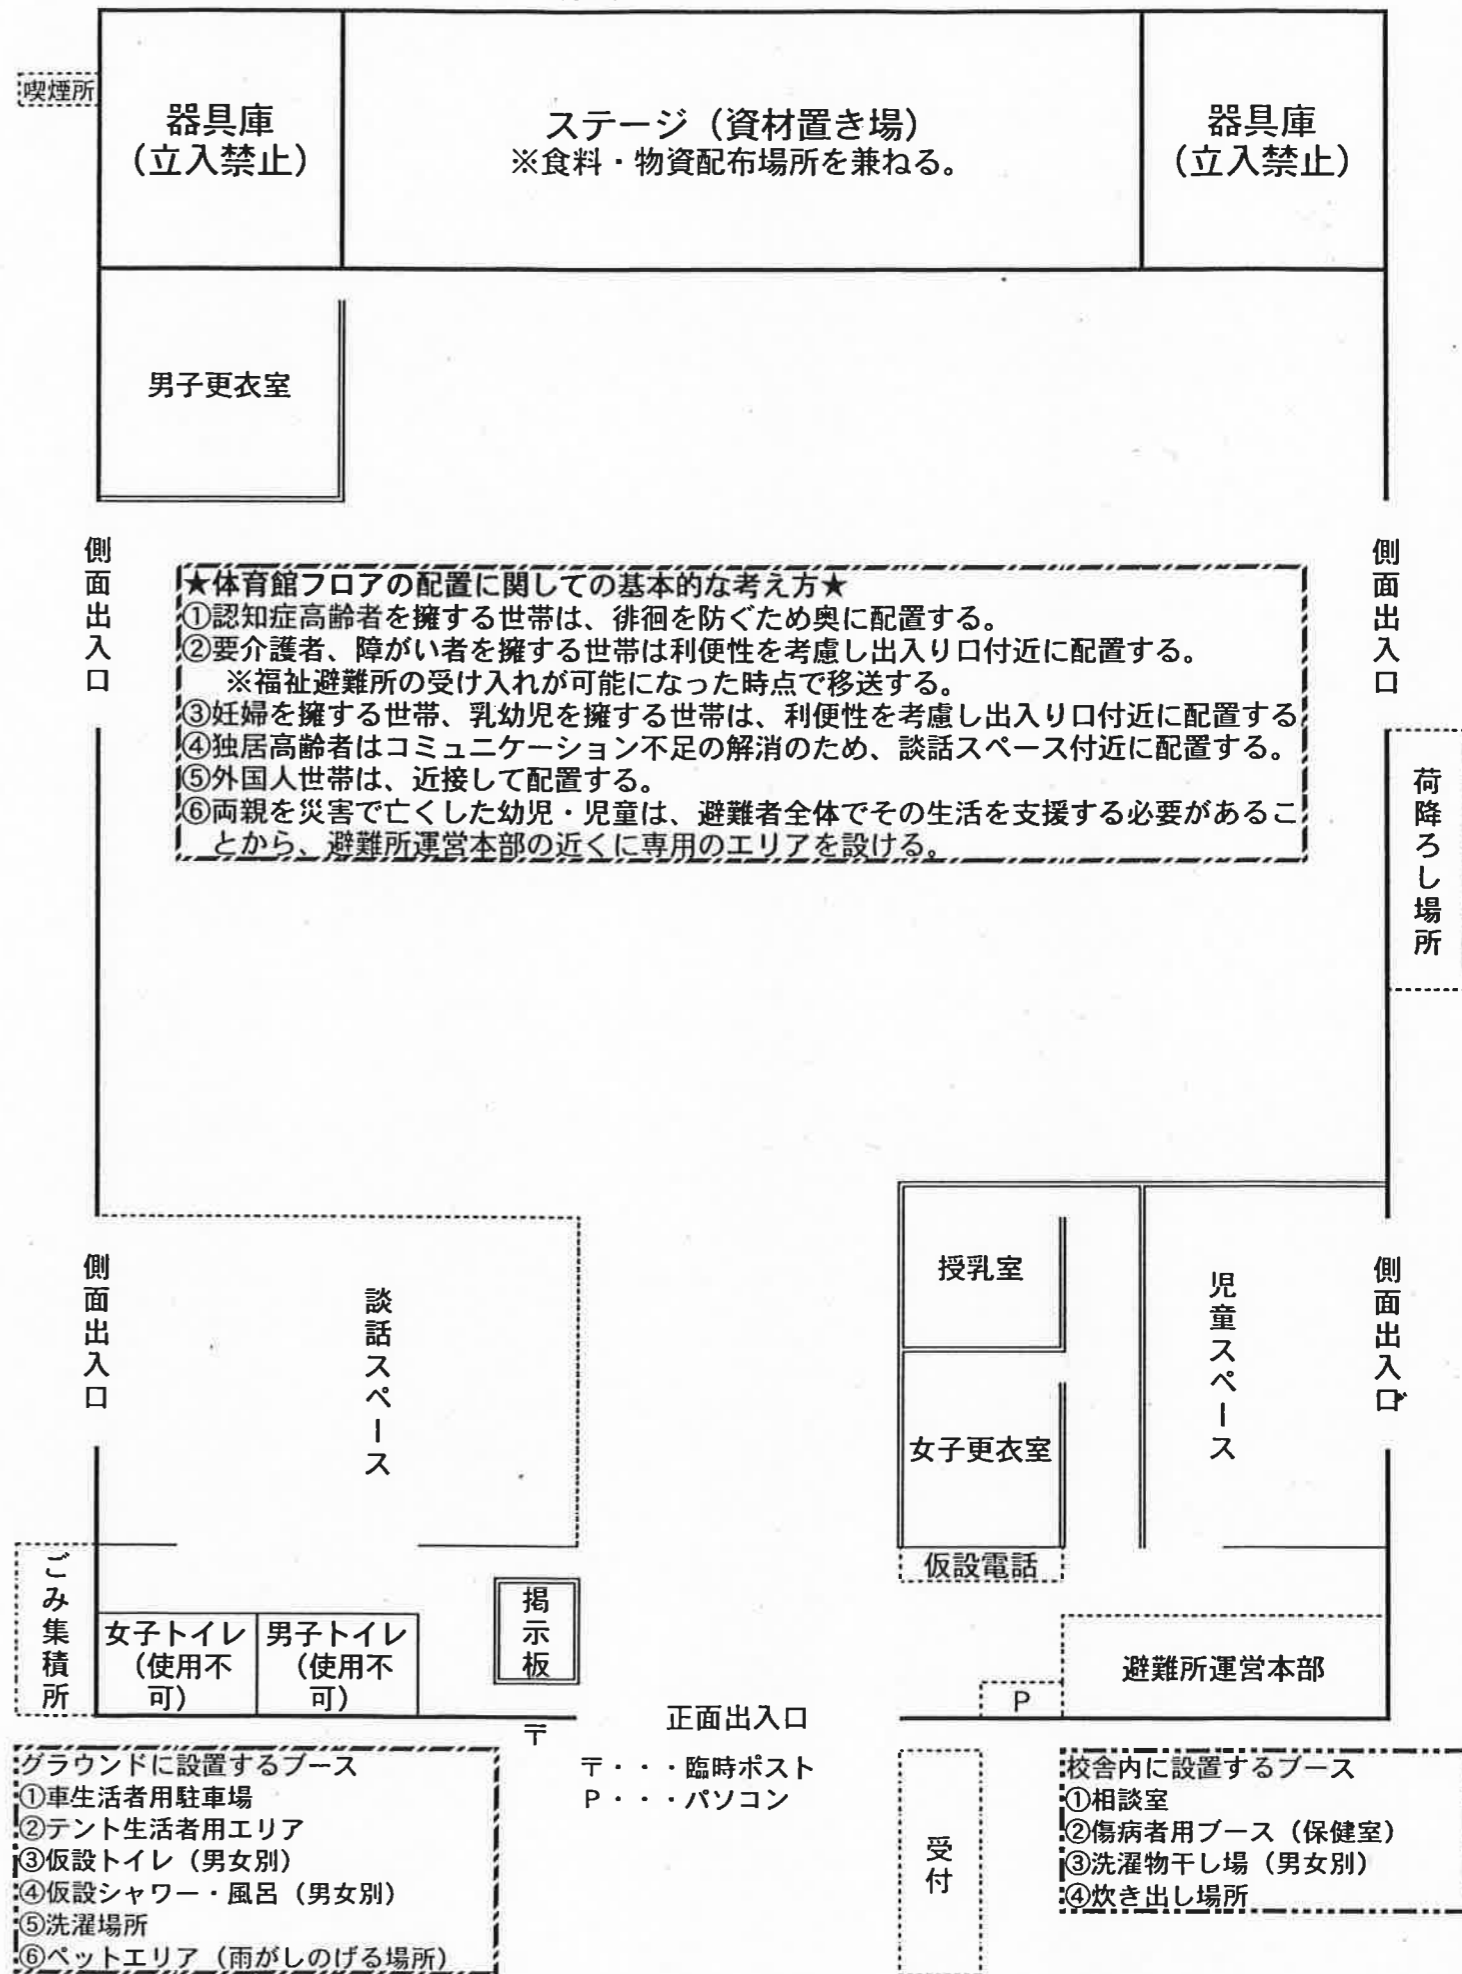 喫煙所
器具庫
（立入禁止）
ステージ（資材置き場）
※食料・物資配布場所を兼ねる。
器具庫
（立入禁止）
男子更衣室
側面出入口
側面出入口
★体育館フロアの配置に関しての基本的な考え方★
①認知症高齢者を擁する世帯は、徘徊を防ぐため奥に配置する。
②要介護者、障がい者を擁する世帯は利便性を考慮し出入り口付近に配置する。
※福祉避難所の受け入れが可能になった時点で移送する。
③妊婦を擁する世帯、乳幼児を擁する世帯は、利便性を考慮し出入り口付近に配置する
④独居高齢者はコミュニケーション不足の解消のため、談話スペース付近に配置する。
⑤外国人世帯は、近接して配置する。
⑥両親を災害で亡くした幼児・児童は、避難者全体でその生活を支援する必要があるこ
とから、避難所運営本部の近くに専用のエリアを設ける。
荷降ろし場所
側面出入口
談話スペース
授乳室
女子更衣室
児童スペース
側面出入口
仮設電話
ごみ集積所
女子トイレ
（使用不
可）
男子トイレ
（使用不
可）
掲示板
避難所運営本部
P
正面出入口
〒
〒・・・臨時ポスト
P・・・パソコン
受付
グラウンドに設置するブース
①車生活者用駐車場
②テント生活者用エリア
③仮設トイレ（男女別）
④仮設シャワー・風呂（男女別）
⑤洗濯場所
⑥ペットエリア（雨がしのげる場所）
校舎内に設置するブース
①相談室
②傷病者用ブース（保健室）
③洗濯物干し場（男女別）
④炊き出し場所